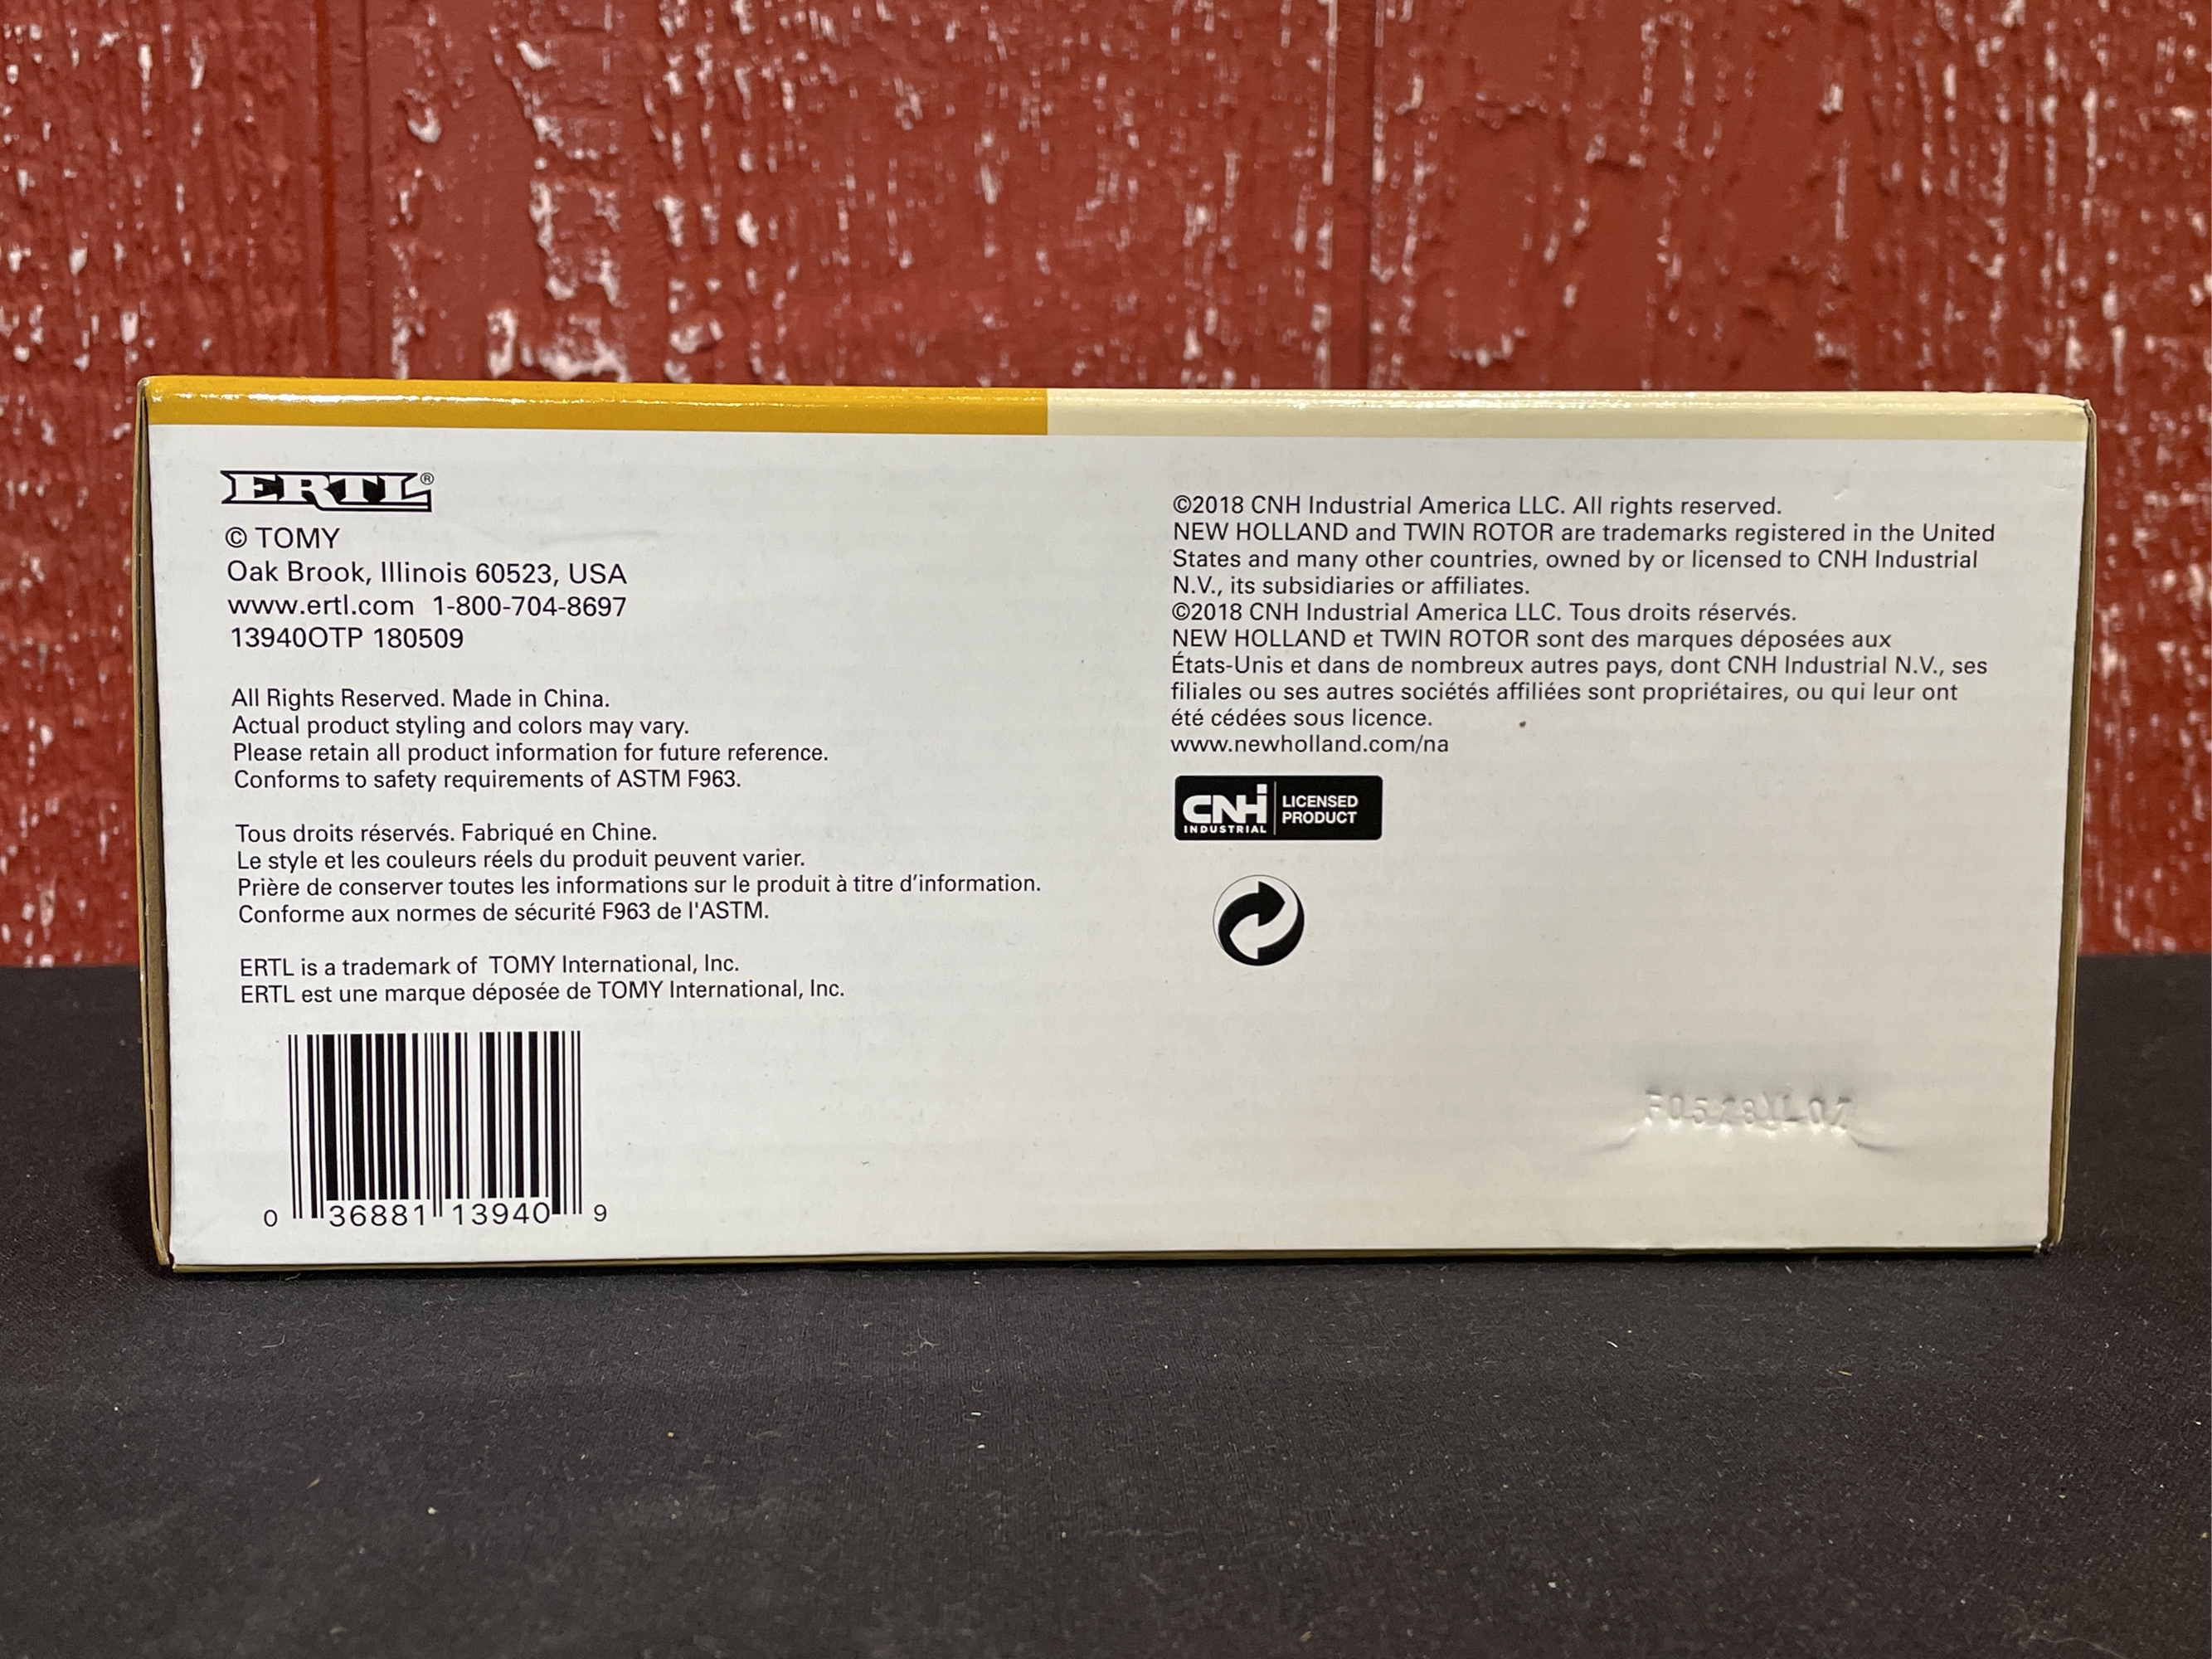 ERTL®
© TOMY
Oak Brook, Illinois 60523, USA
www.ertl.com 1-800-704-8697
13940OTP 180509
All Rights Reserved. Made in China.
Actual product styling and colors may vary.
Please retain all product information for future reference.
Conforms to safety requirements of ASTM F963.
Tous droits réservés. Fabriqué en Chine.
Le style et les couleurs réels du produit peuvent varier.
Prière de conserver toutes les informations sur le produit à titre d'information.
Conforme aux normes de sécurité F963 de l'ASTM.
ERTL is a trademark of TOMY International, Inc.
ERTL est une marque déposée de TOMY International, Inc.
0 36881 13940 9
©2018 CNH Industrial America LLC. All rights reserved.
NEW HOLLAND and TWIN ROTOR are trademarks registered in the United
States and many other countries, owned by or licensed to CNH Industrial
N.V., its subsidiaries or affiliates.
©2018 CNH Industrial America LLC. Tous droits réservés.
NEW HOLLAND et TWIN ROTOR sont des marques déposées aux
États-Unis et dans de nombreux autres pays, dont CNH Industrial N.V., ses
filiales ou ses autres sociétés affiliées sont propriétaires, ou qui leur ont
été cédées sous licence.
www.newholland.com/na
CNH
INDUSTRIAL
LICENSED
PRODUCT